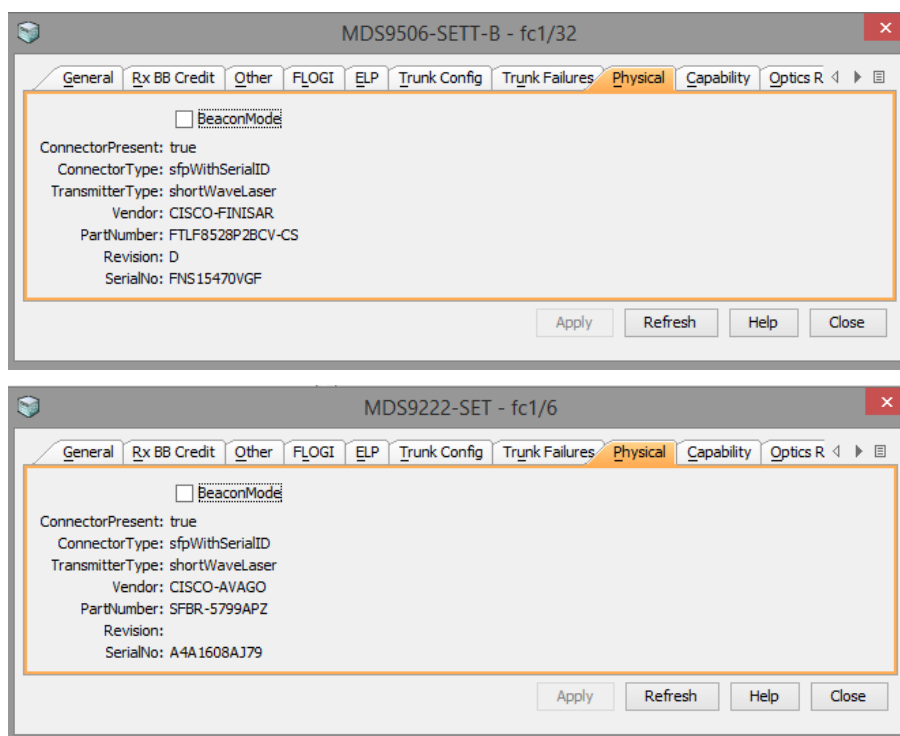 MDS9506-SETT-B - fc1/32
General Rx BB Credit Other FLOGI ELP Trunk Config Trunk Failures Physical Capability Optics R
BeaconMode
ConnectorPresent: true
ConnectorType: sfpWithSerialID
TransmitterType: shortWaveLaser
Vendor: CISCO-FINISAR
PartNumber: FTLF8528P2BCV-CS
Revision: D
SerialNo: FNS15470VGF
Apply Refresh Help Close
MDS9222-SET - fc1/6
General Rx BB Credit Other FLOGI ELP Trunk Config Trunk Failures Physical Capability Optics R
BeaconMode
ConnectorPresent: true
ConnectorType: sfpWithSerialID
TransmitterType: shortWaveLaser
Vendor: CISCO-AVAGO
PartNumber: SFBR-5799APZ
Revision:
SerialNo: A4A1608AJ79
Apply Refresh Help Close